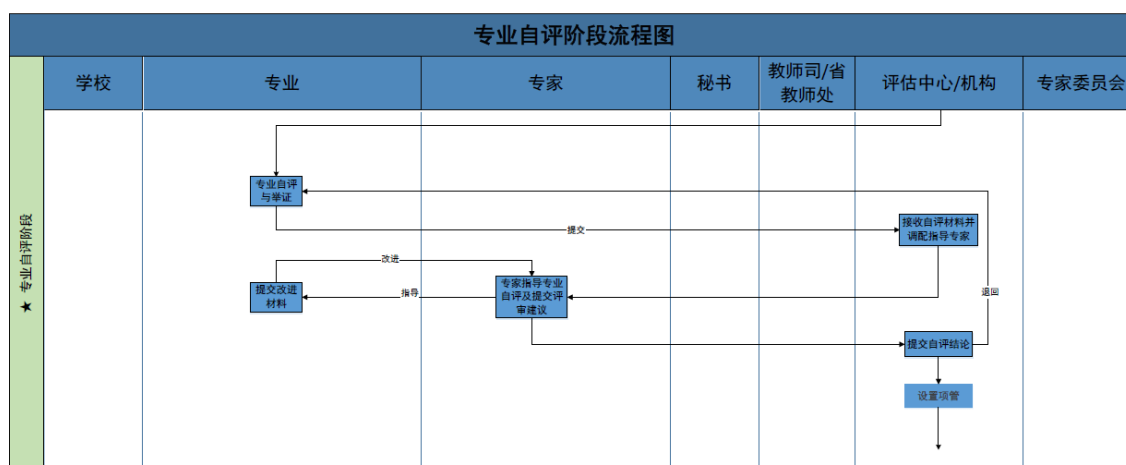 专业自评阶段流程图
学校
专业
专家
秘书
教师司/省
教师处
评估中心/机构
专家委员会
★ 专业自评阶段
专业自评
与举证
提交
接收自评材料并
调配指导专家
改进
提交改进
材料
指导
专家指导专业
自评及提交评
审建议
退回
提交自评结论
设置项管